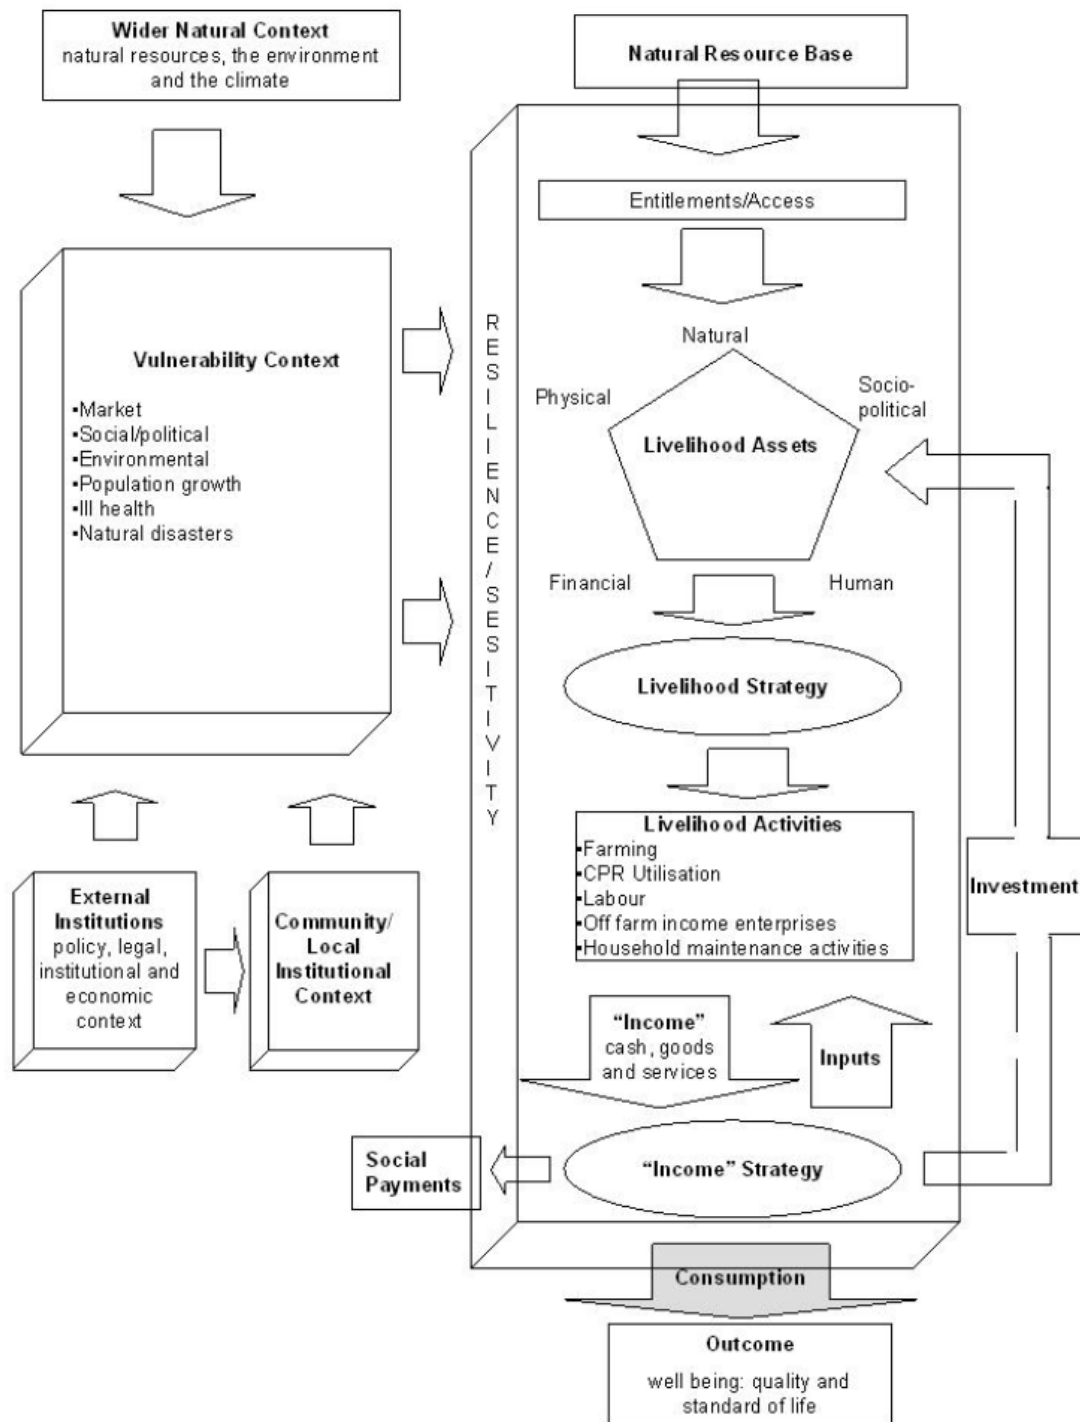 Wider Natural Context
natural resources, the environment
and the climate
Natural Resource Base
Entitlements/Access
Vulnerability Context
▪Market
▪Social/political
▪Environmental
▪Population growth
▪Ill health
▪Natural disasters
RESILIENCE/SESITIVITY
Natural
Physical
Socio-
political
Livelihood Assets
Financial
Human
Livelihood Strategy
Livelihood Activities
▪Farming
▪CPR Utilisation
▪Labour
▪Off farm income enterprises
▪Household maintenance activities
Investment
External
Institutions
policy, legal,
institutional and
economic
context
Community/
Local
Institutional
Context
“Income”
cash, goods
and services
Inputs
Social
Payments
“Income” Strategy
Consumption
Outcome
well being: quality and
standard of life